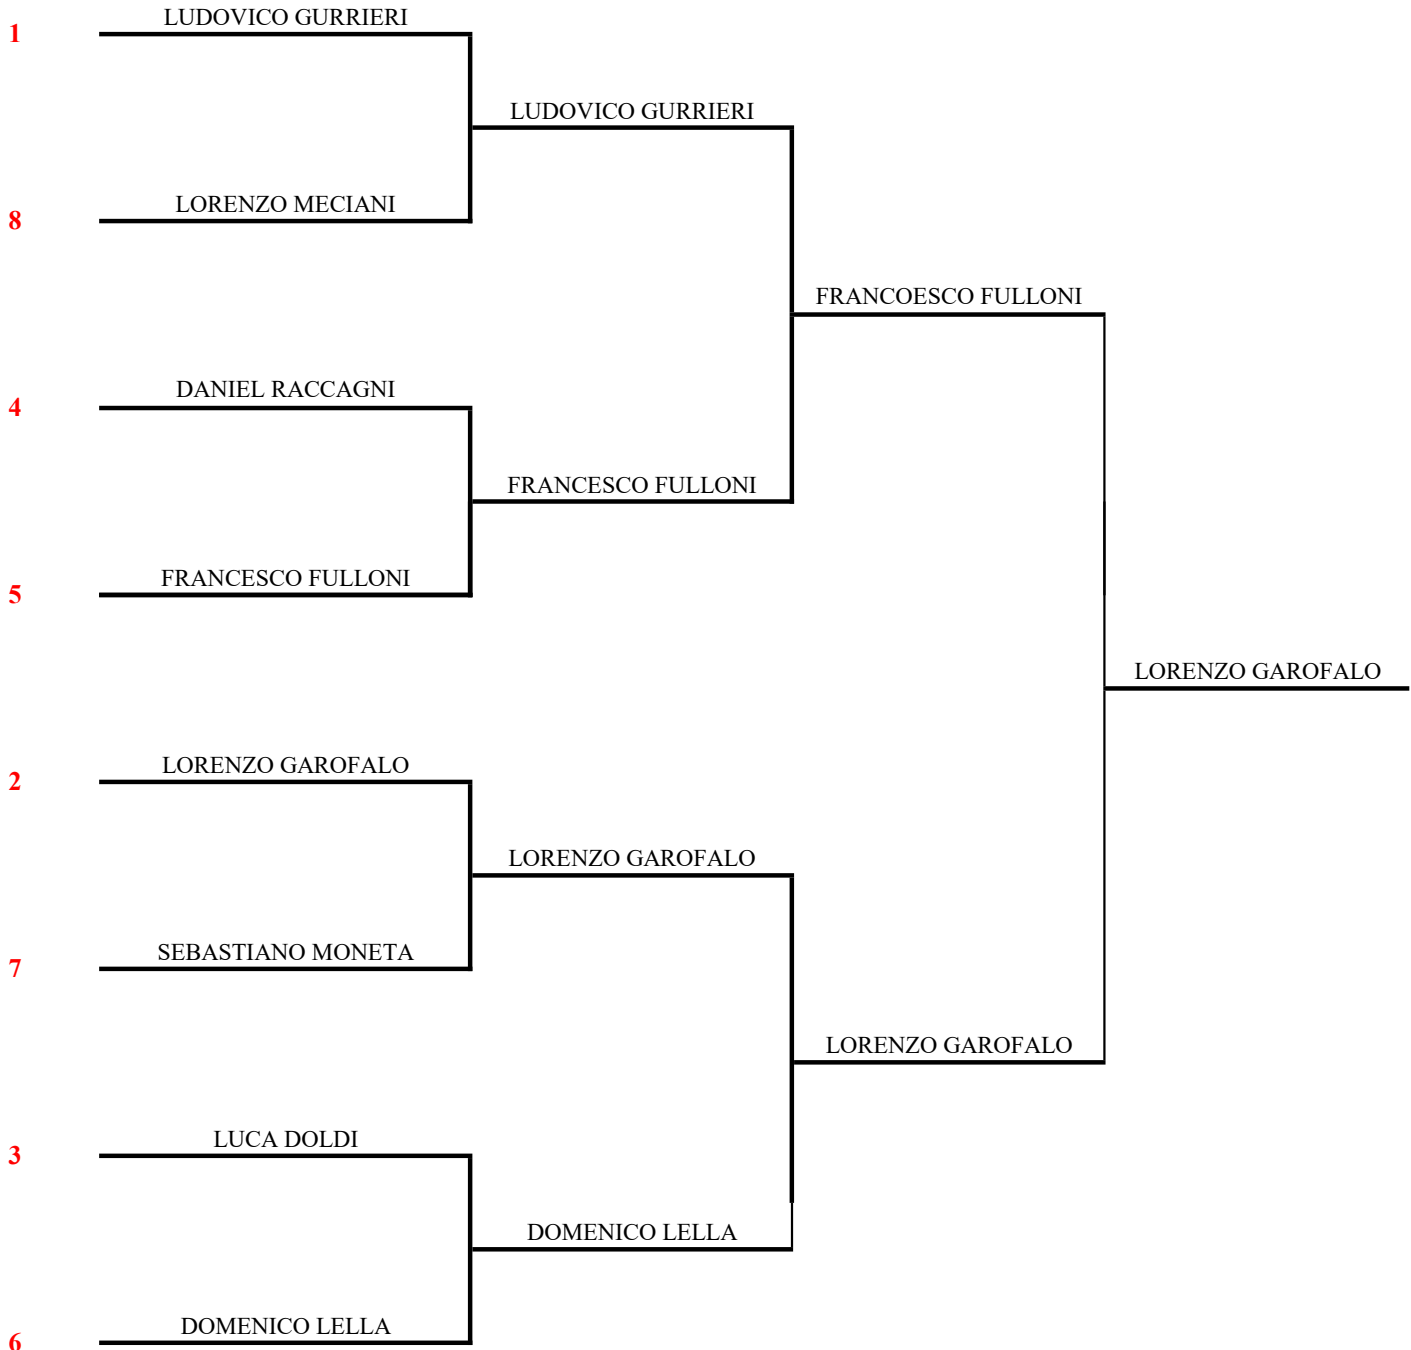 LUDOVICO GURRIERI
1
LUDOVICO GURRIERI
LORENZO MECIANI
8
FRANCOESCO FULLONI
DANIEL RACCAGNI
4
FRANCESCO FULLONI
FRANCESCO FULLONI
5
LORENZO GAROFALO
LORENZO GAROFALO
2
LORENZO GAROFALO
SEBASTIANO MONETA
7
LORENZO GAROFALO
LUCA DOLDI
3
DOMENICO LELLA
DOMENICO LELLA
6